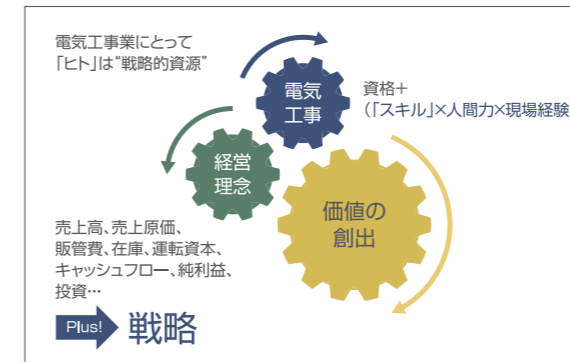 電気工事業にとって
「ヒト」は“戦略的資源”
電気
工事
資格＋
（「スキル」×人間力×現場経験
経営
理念
価値の
創出
売上高、売上原価、
販管費、在庫、運転資本、
キャッシュフロー、純利益、
投資…
Plus! 戦略